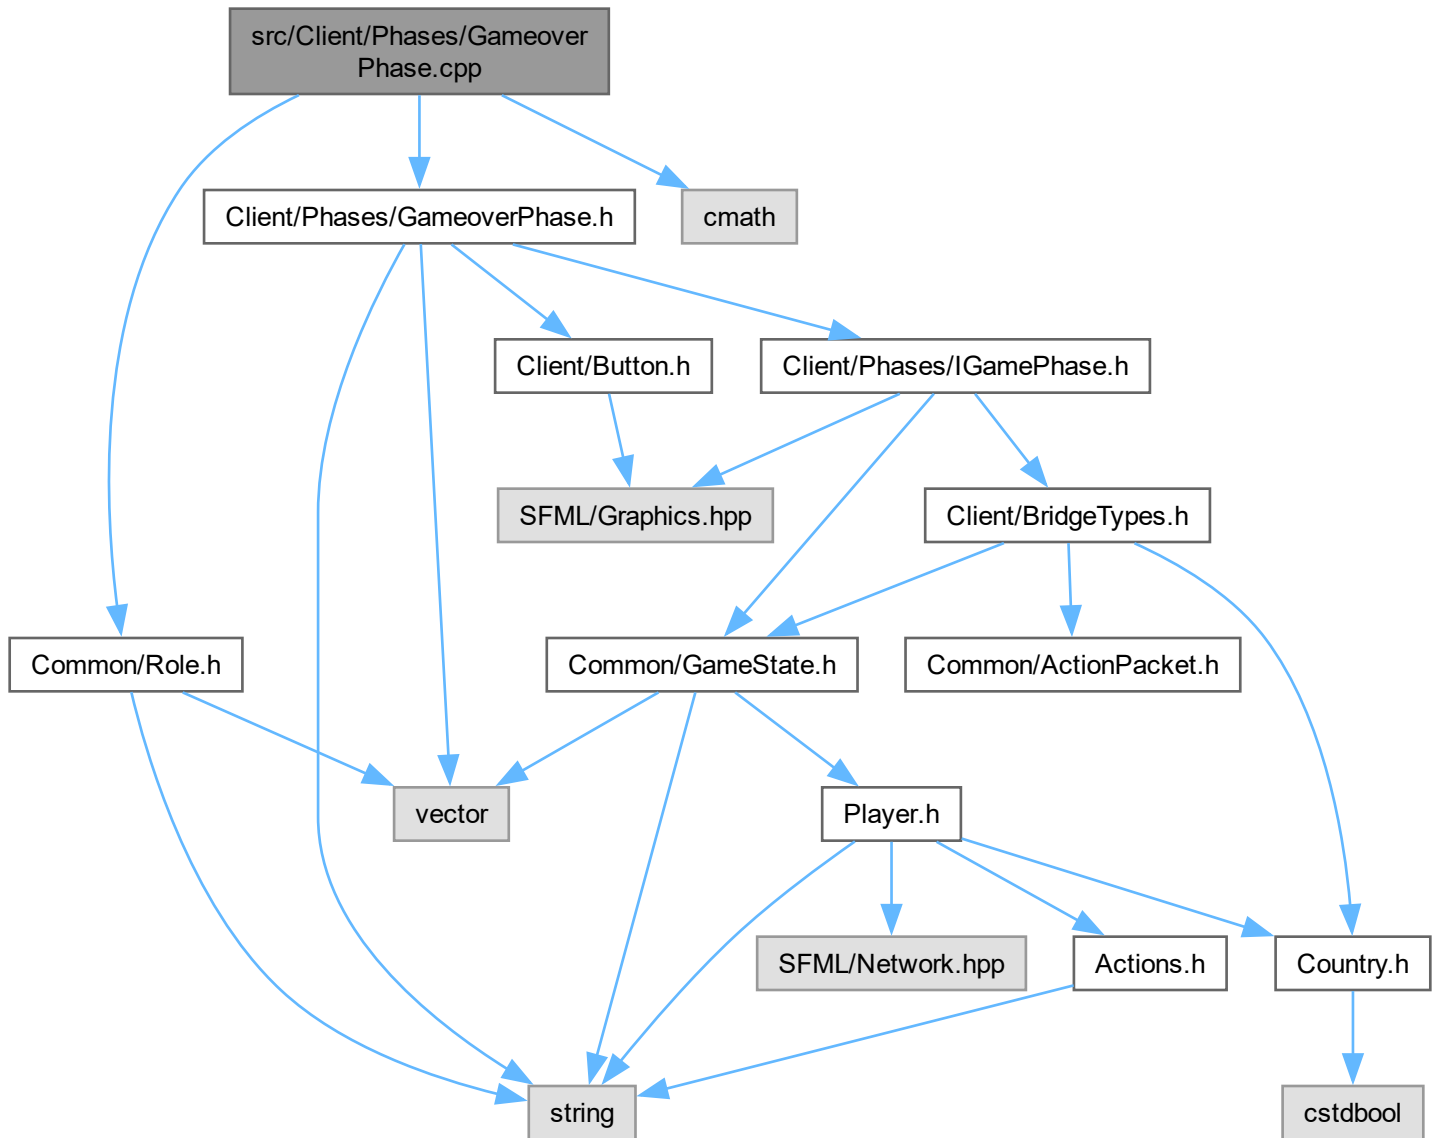 src/Client/Phases/Gameover
Phase.cpp
Client/Phases/GameoverPhase.h
cmath
Client/Button.h
Client/Phases/IGamePhase.h
SFML/Graphics.hpp
Client/BridgeTypes.h
Common/Role.h
Common/GameState.h
Common/ActionPacket.h
vector
Player.h
SFML/Network.hpp
Actions.h
Country.h
string
cstdbool